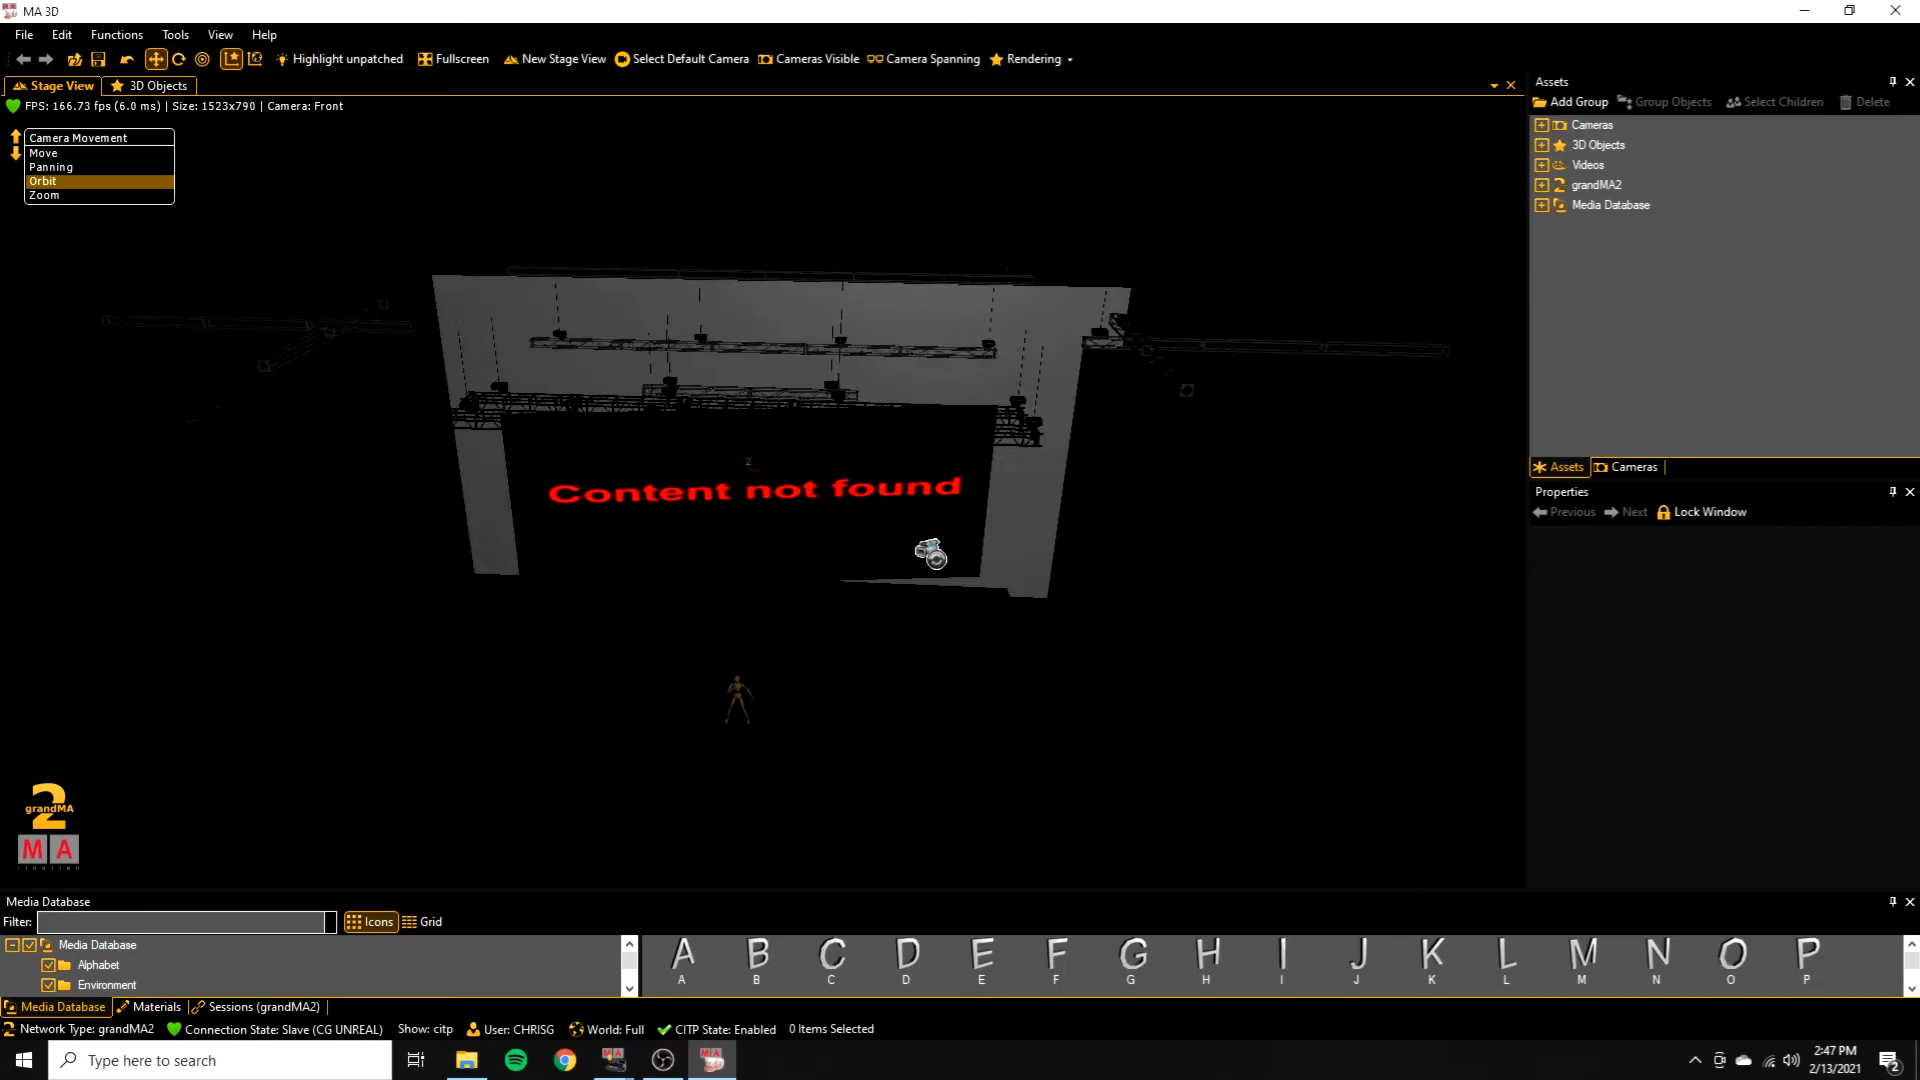 MA 3D
File Edit Functions Tools View Help
Highlight unpatched Fullscreen New Stage View Select Default Camera Cameras Visible Camera Spanning Rendering
Stage View 3D Objects
FPS: 166.73 fps (6.0 ms) | Size: 1523x790 | Camera: Front
Camera Movement
Move
Panning
Orbit
Zoom
Z
Content not found
2
grandMA
MA
LIGHTING
Assets
Add Group Group Objects Select Children Delete
Cameras
3D Objects
Videos
grandMA2
Media Database
Assets Cameras
Properties
Previous Next Lock Window
Media Database
Filter: Icons Grid
Media Database
Alphabet
Environment
A B C D E F G H I J K L M N O P
A B C D E F G H I J K L M N O P
Media Database Materials Sessions (grandMA2)
Network Type: grandMA2 Connection State: Slave (CG UNREAL) Show: citp User: CHRISG World: Full CITP State: Enabled 0 Items Selected
Type here to search
2:47 PM
2/13/2021
2